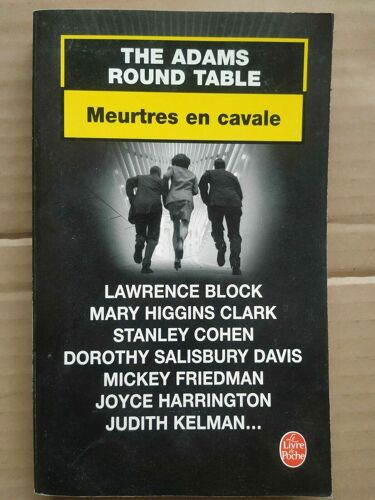 THE ADAMS
ROUND TABLE
Meurtres en cavale
LAWRENCE BLOCK
MARY HIGGINS CLARK
STANLEY COHEN
DOROTHY SALISBURY DAVIS
MICKEY FRIEDMAN
JOYCE HARRINGTON
JUDITH KELMAN...
Le
Livre
de
Poche